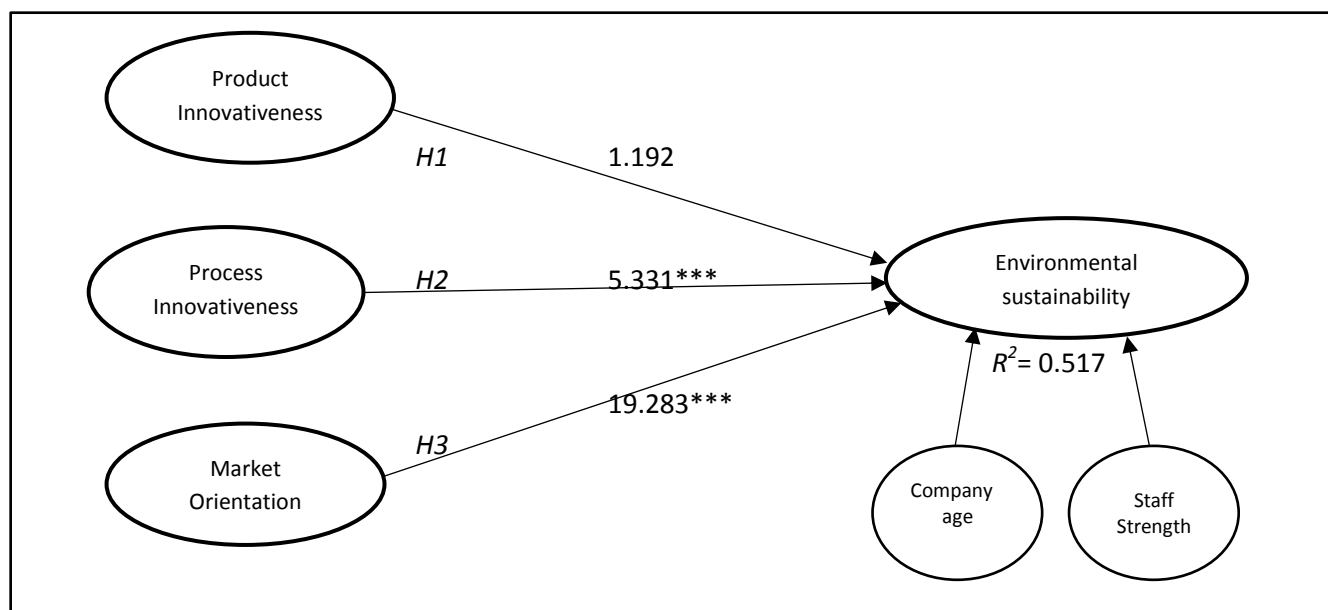 Product
Innovativeness
H1
1.192
Process
Innovativeness
H2
5.331***
Environmental
sustainability
R²= 0.517
19.283***
H3
Market
Orientation
Company
age
Staff
Strength